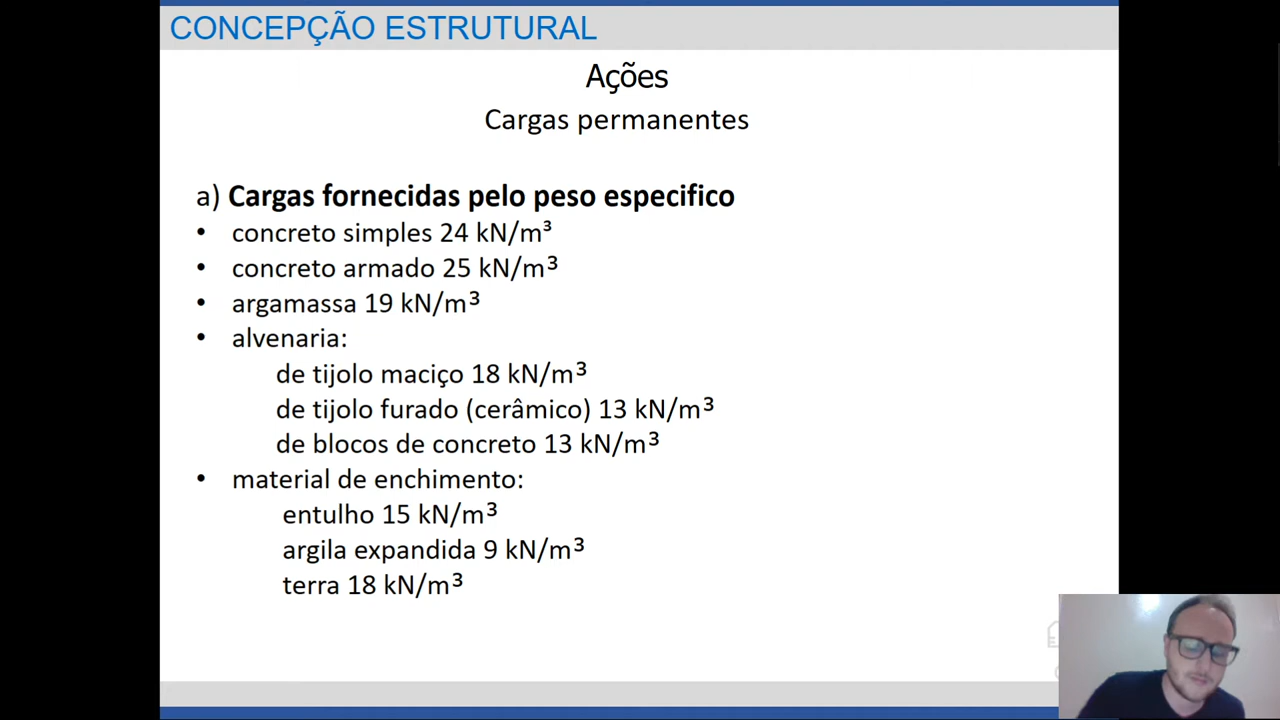 CONCEPÇÃO ESTRUTURAL
Ações
Cargas permanentes
a) Cargas fornecidas pelo peso especifico
• concreto simples 24 kN/m³
• concreto armado 25 kN/m³
• argamassa 19 kN/m³
• alvenaria:
de tijolo maciço 18 kN/m³
de tijolo furado (cerâmico) 13 kN/m³
de blocos de concreto 13 kN/m³
• material de enchimento:
entulho 15 kN/m³
argila expandida 9 kN/m³
terra 18 kN/m³